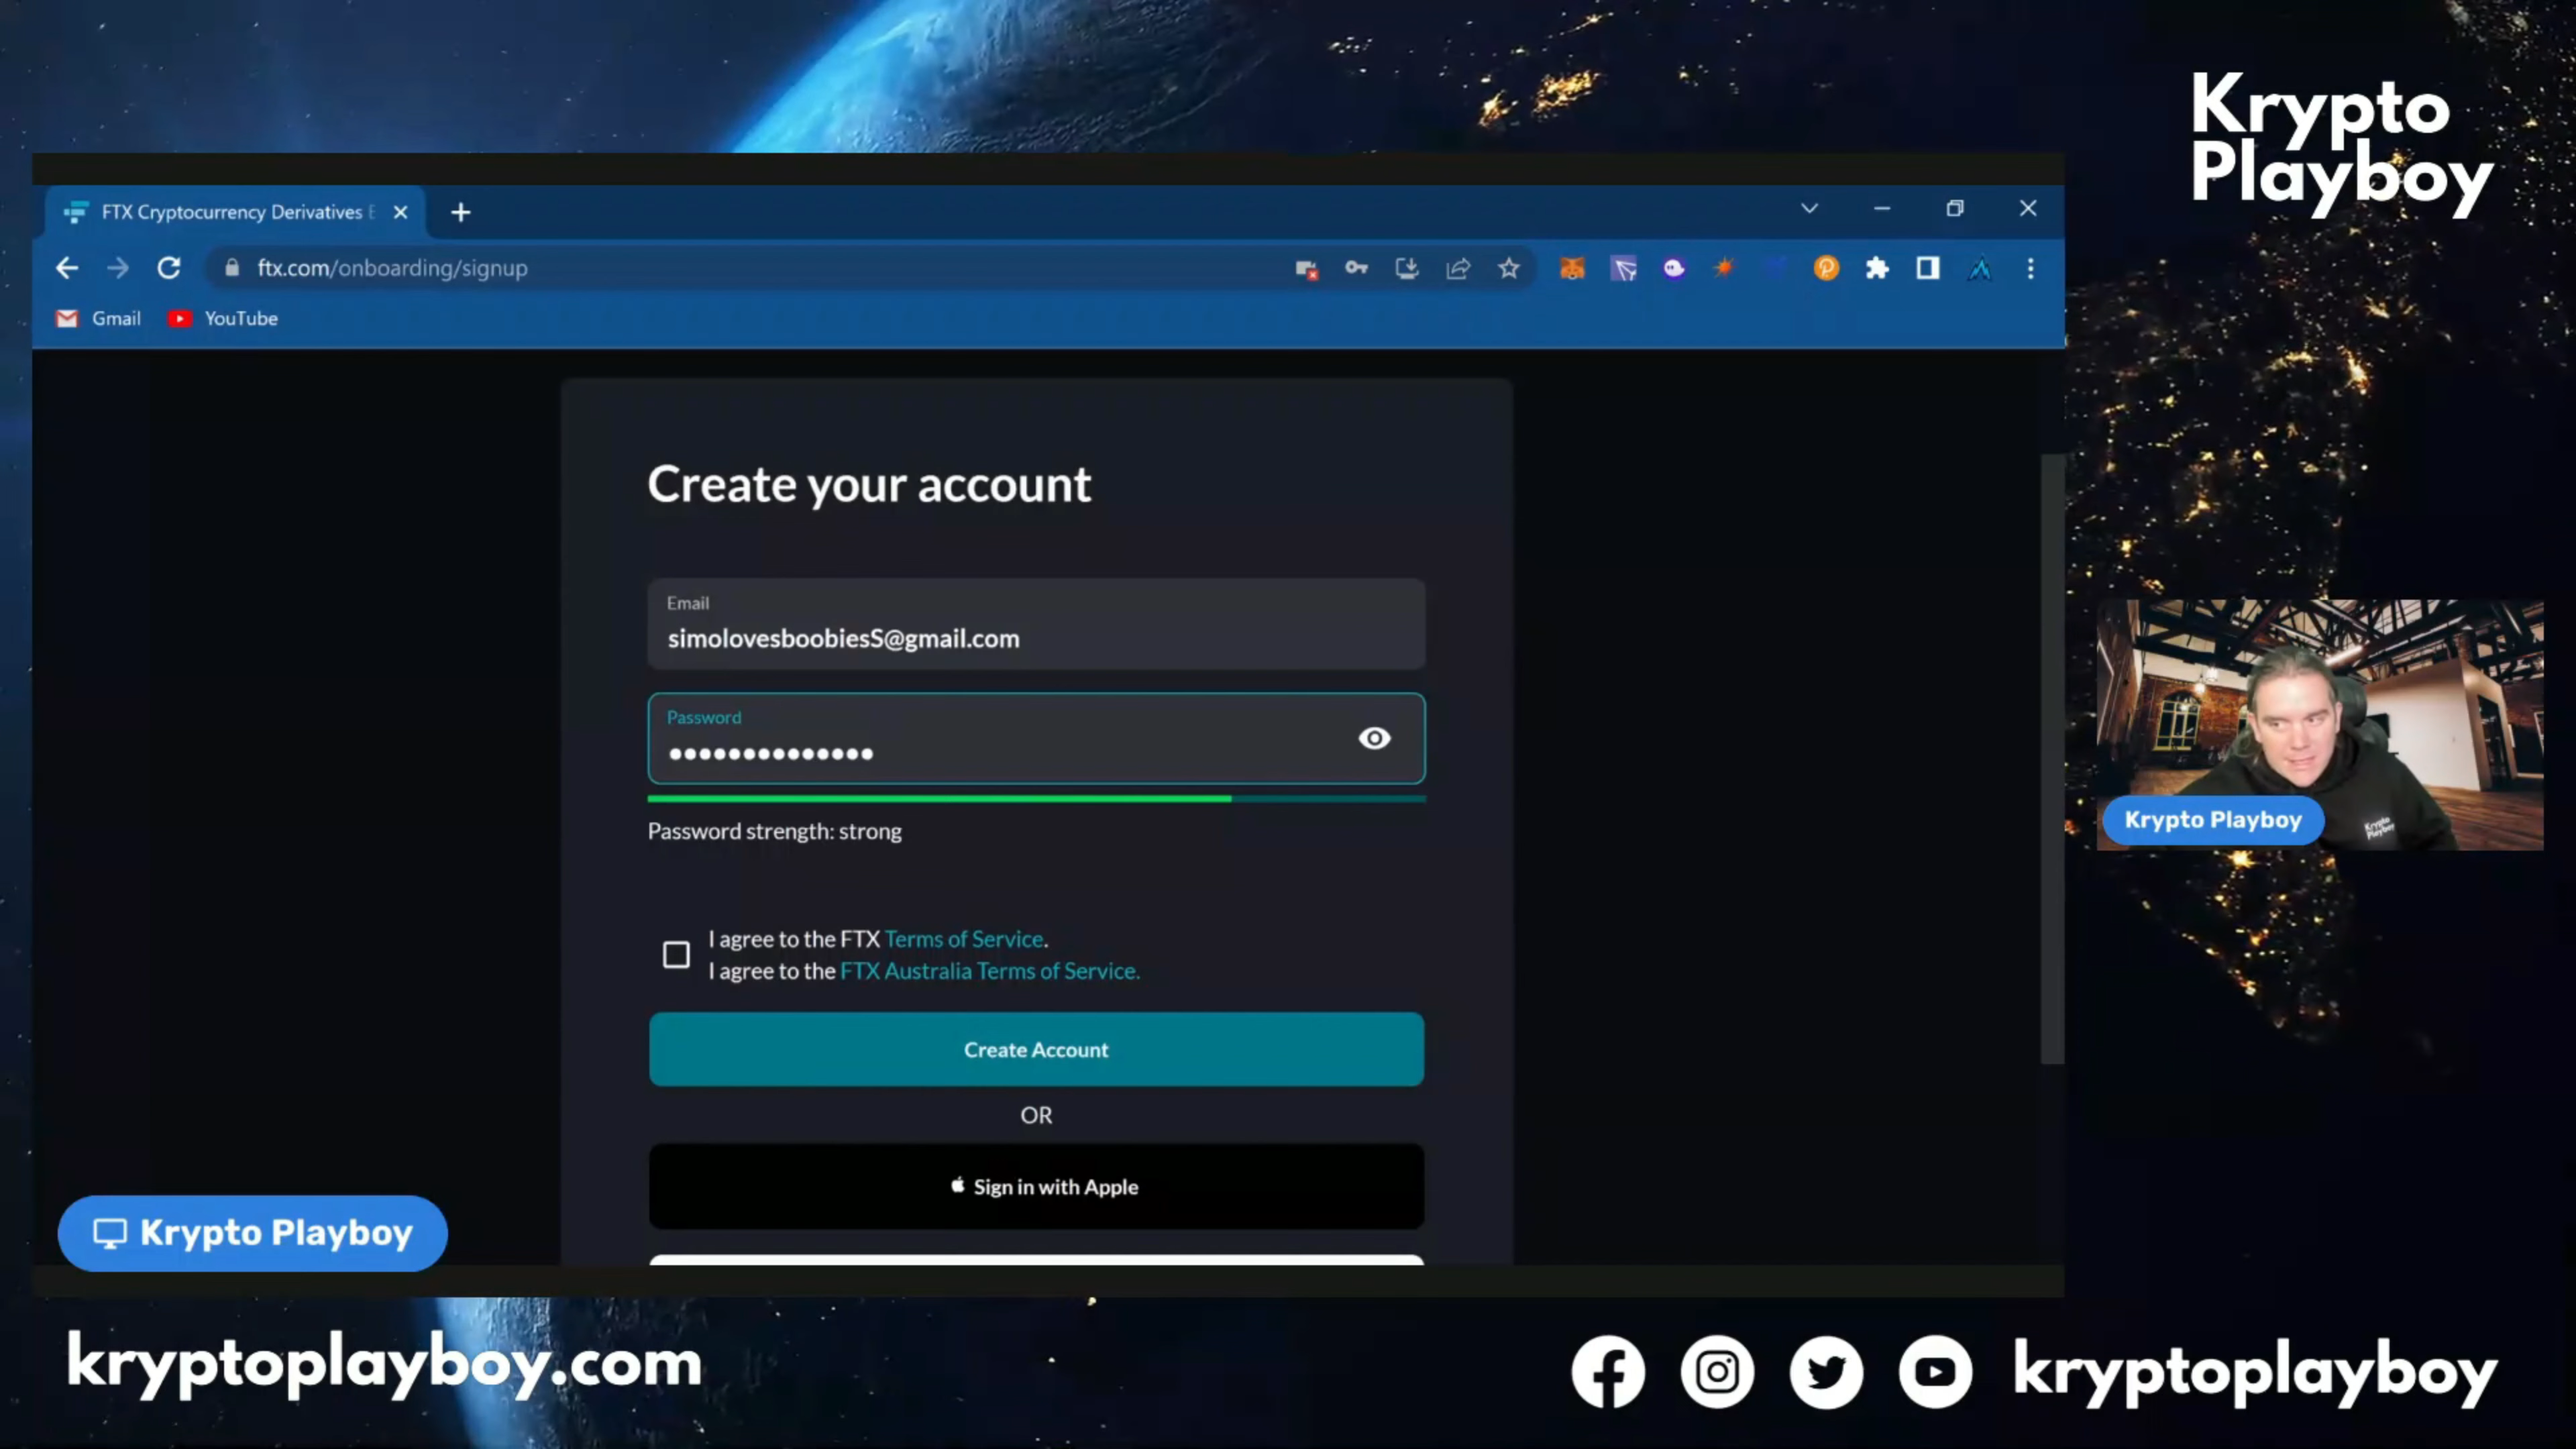 Krypto
Playboy
FTX Cryptocurrency Derivatives E
ftx.com/onboarding/signup
Gmail
YouTube
Create your account
Email
simolovesboobiesS@gmail.com
Password
••••••••••••••
Password strength: strong
I agree to the FTX Terms of Service.
I agree to the FTX Australia Terms of Service.
Create Account
OR
Sign in with Apple
Krypto Playboy
Krypto
Playboy
Krypto Playboy
kryptoplayboy.com
kryptoplayboy